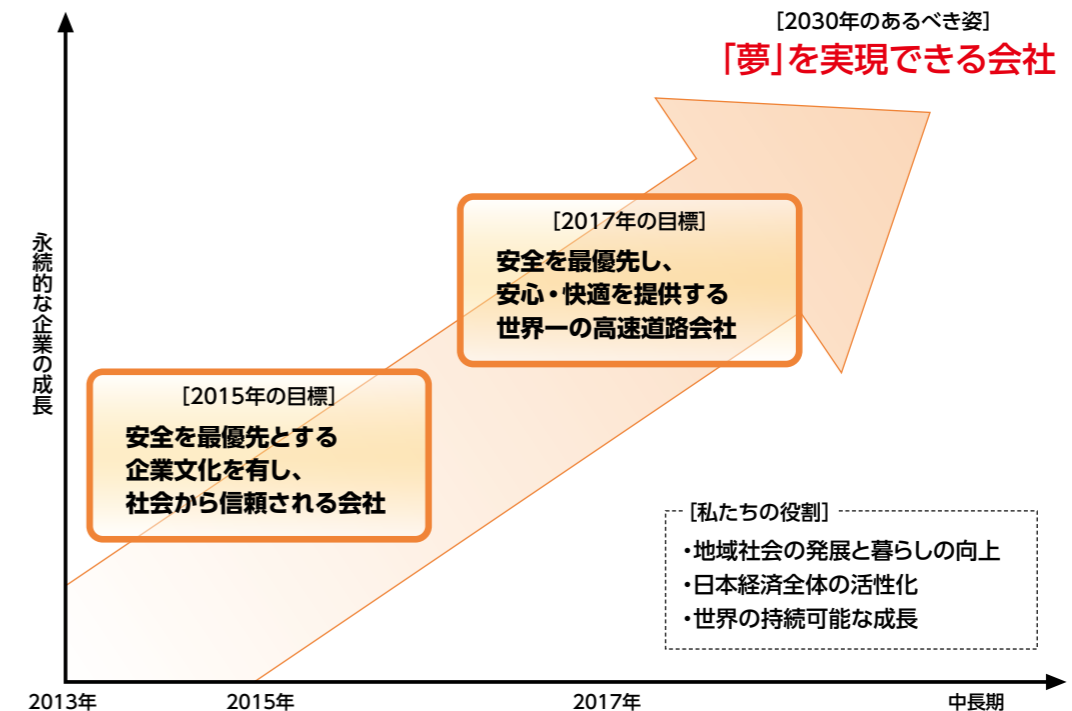 [2030年のあるべき姿]
「夢」を実現できる会社
永続的な企業の成長
[2017年の目標]
安全を最優先し、
安心・快適を提供する
世界一の高速道路会社
[2015年の目標]
安全を最優先とする
企業文化を有し、
社会から信頼される会社
[私たちの役割]
・地域社会の発展と暮らしの向上
・日本経済全体の活性化
・世界の持続可能な成長
2013年
2015年
2017年
中長期